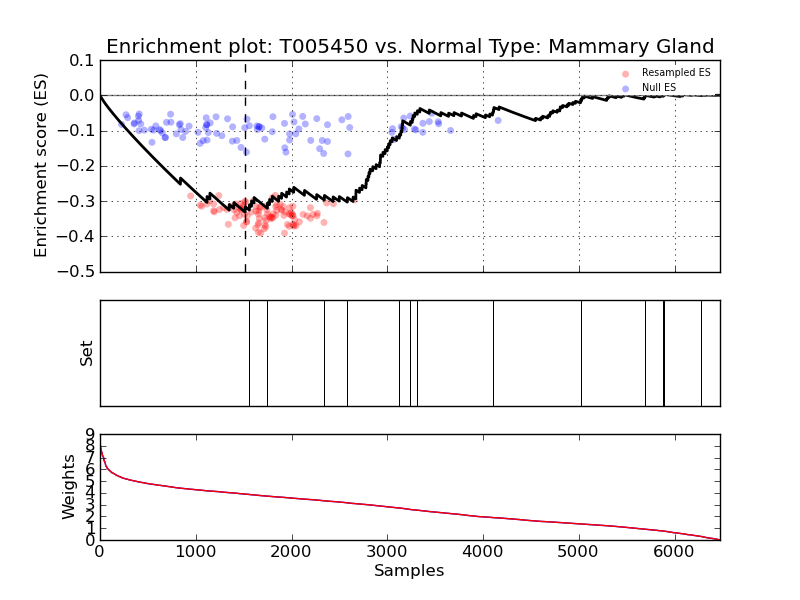 Enrichment plot: T005450 vs. Normal Type: Mammary Gland
Enrichment score (ES)
0.1
0.0
−0.1
−0.2
−0.3
−0.4
−0.5
Resampled ES
Null ES
Set
Weights
9
8
7
6
5
4
3
2
1
0
0 1000 2000 3000 4000 5000 6000
Samples